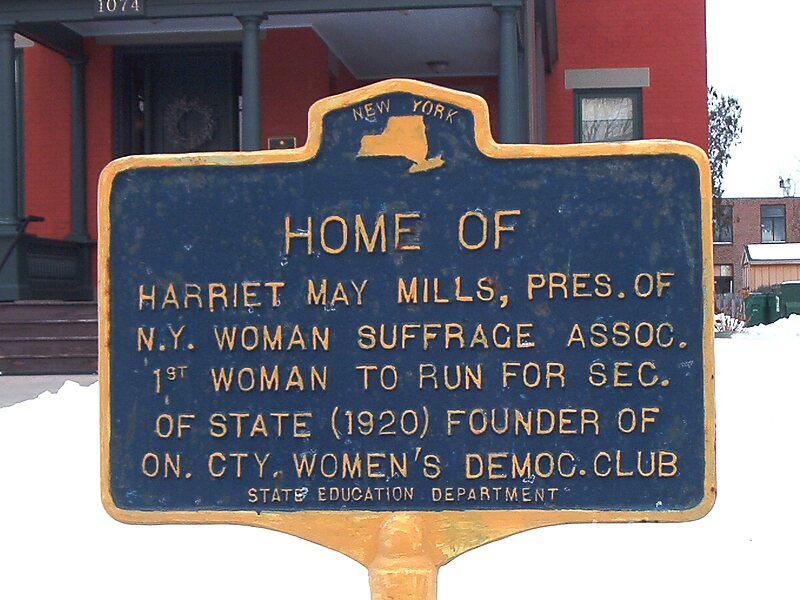 1074
NEW YORK
HOME OF
HARRIET MAY MILLS, PRES. OF
N.Y. WOMAN SUFFRAGE ASSOC.
1ST WOMAN TO RUN FOR SEC.
OF STATE (1920) FOUNDER OF
ON. CTY. WOMEN'S DEMOC. CLUB
STATE EDUCATION DEPARTMENT